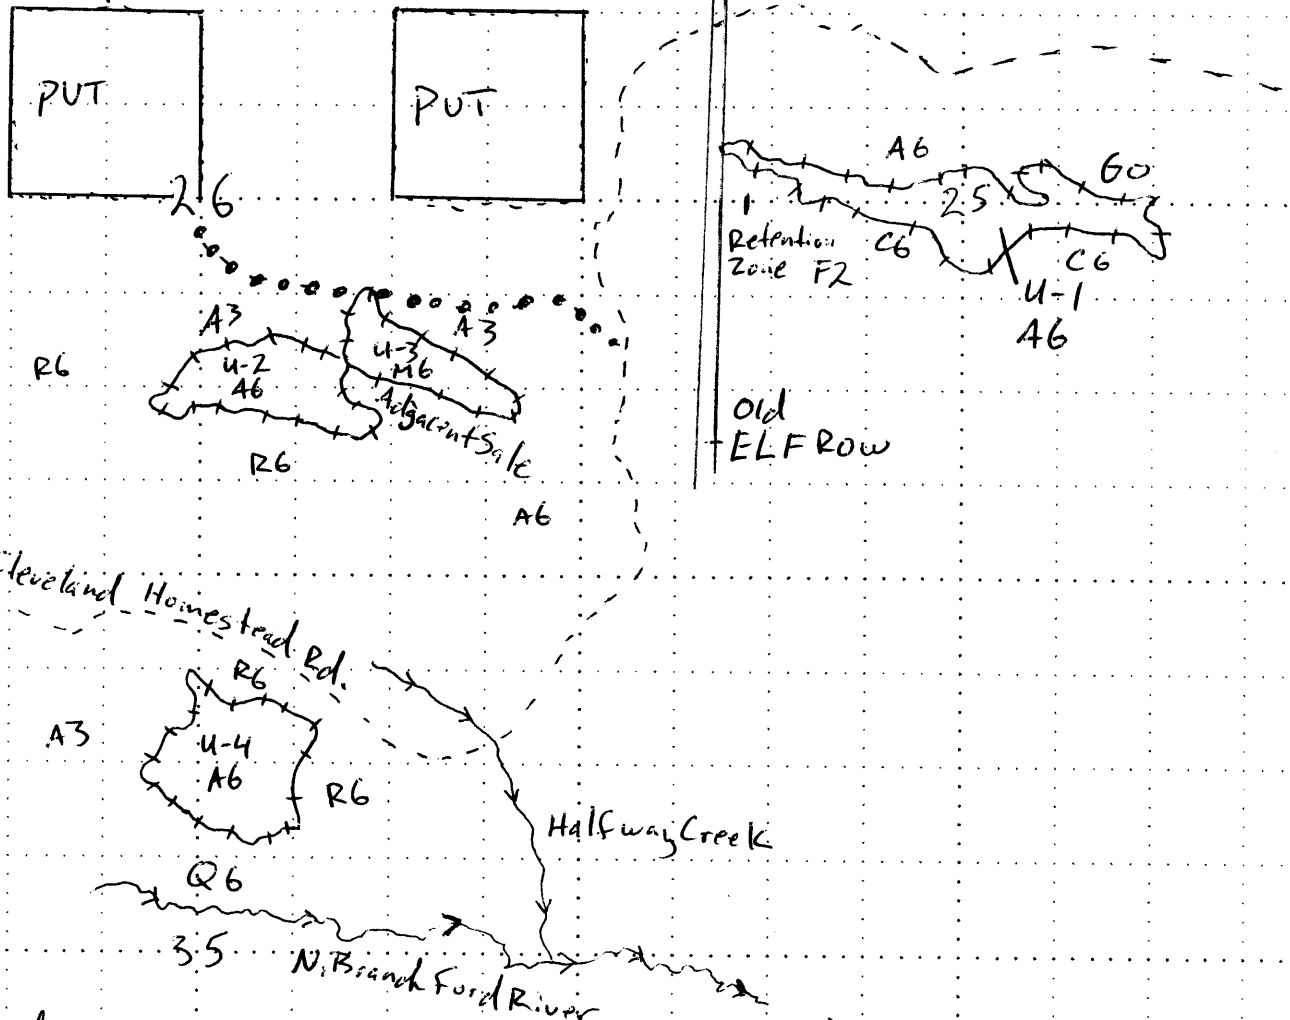 PUT
PUT
26
A6
25
GO
Retention
Zone F2
C6
C6
U-1
A6
A3
A3
R6
U-2
A6
U-3
M6
Adjacent Sale
Old
ELF ROW
R6
A6
Cleveland Homestead Rd.
R6
A3
U-4
A6
R6
Halfway Creek
Q6
35
N. Branch Ford River